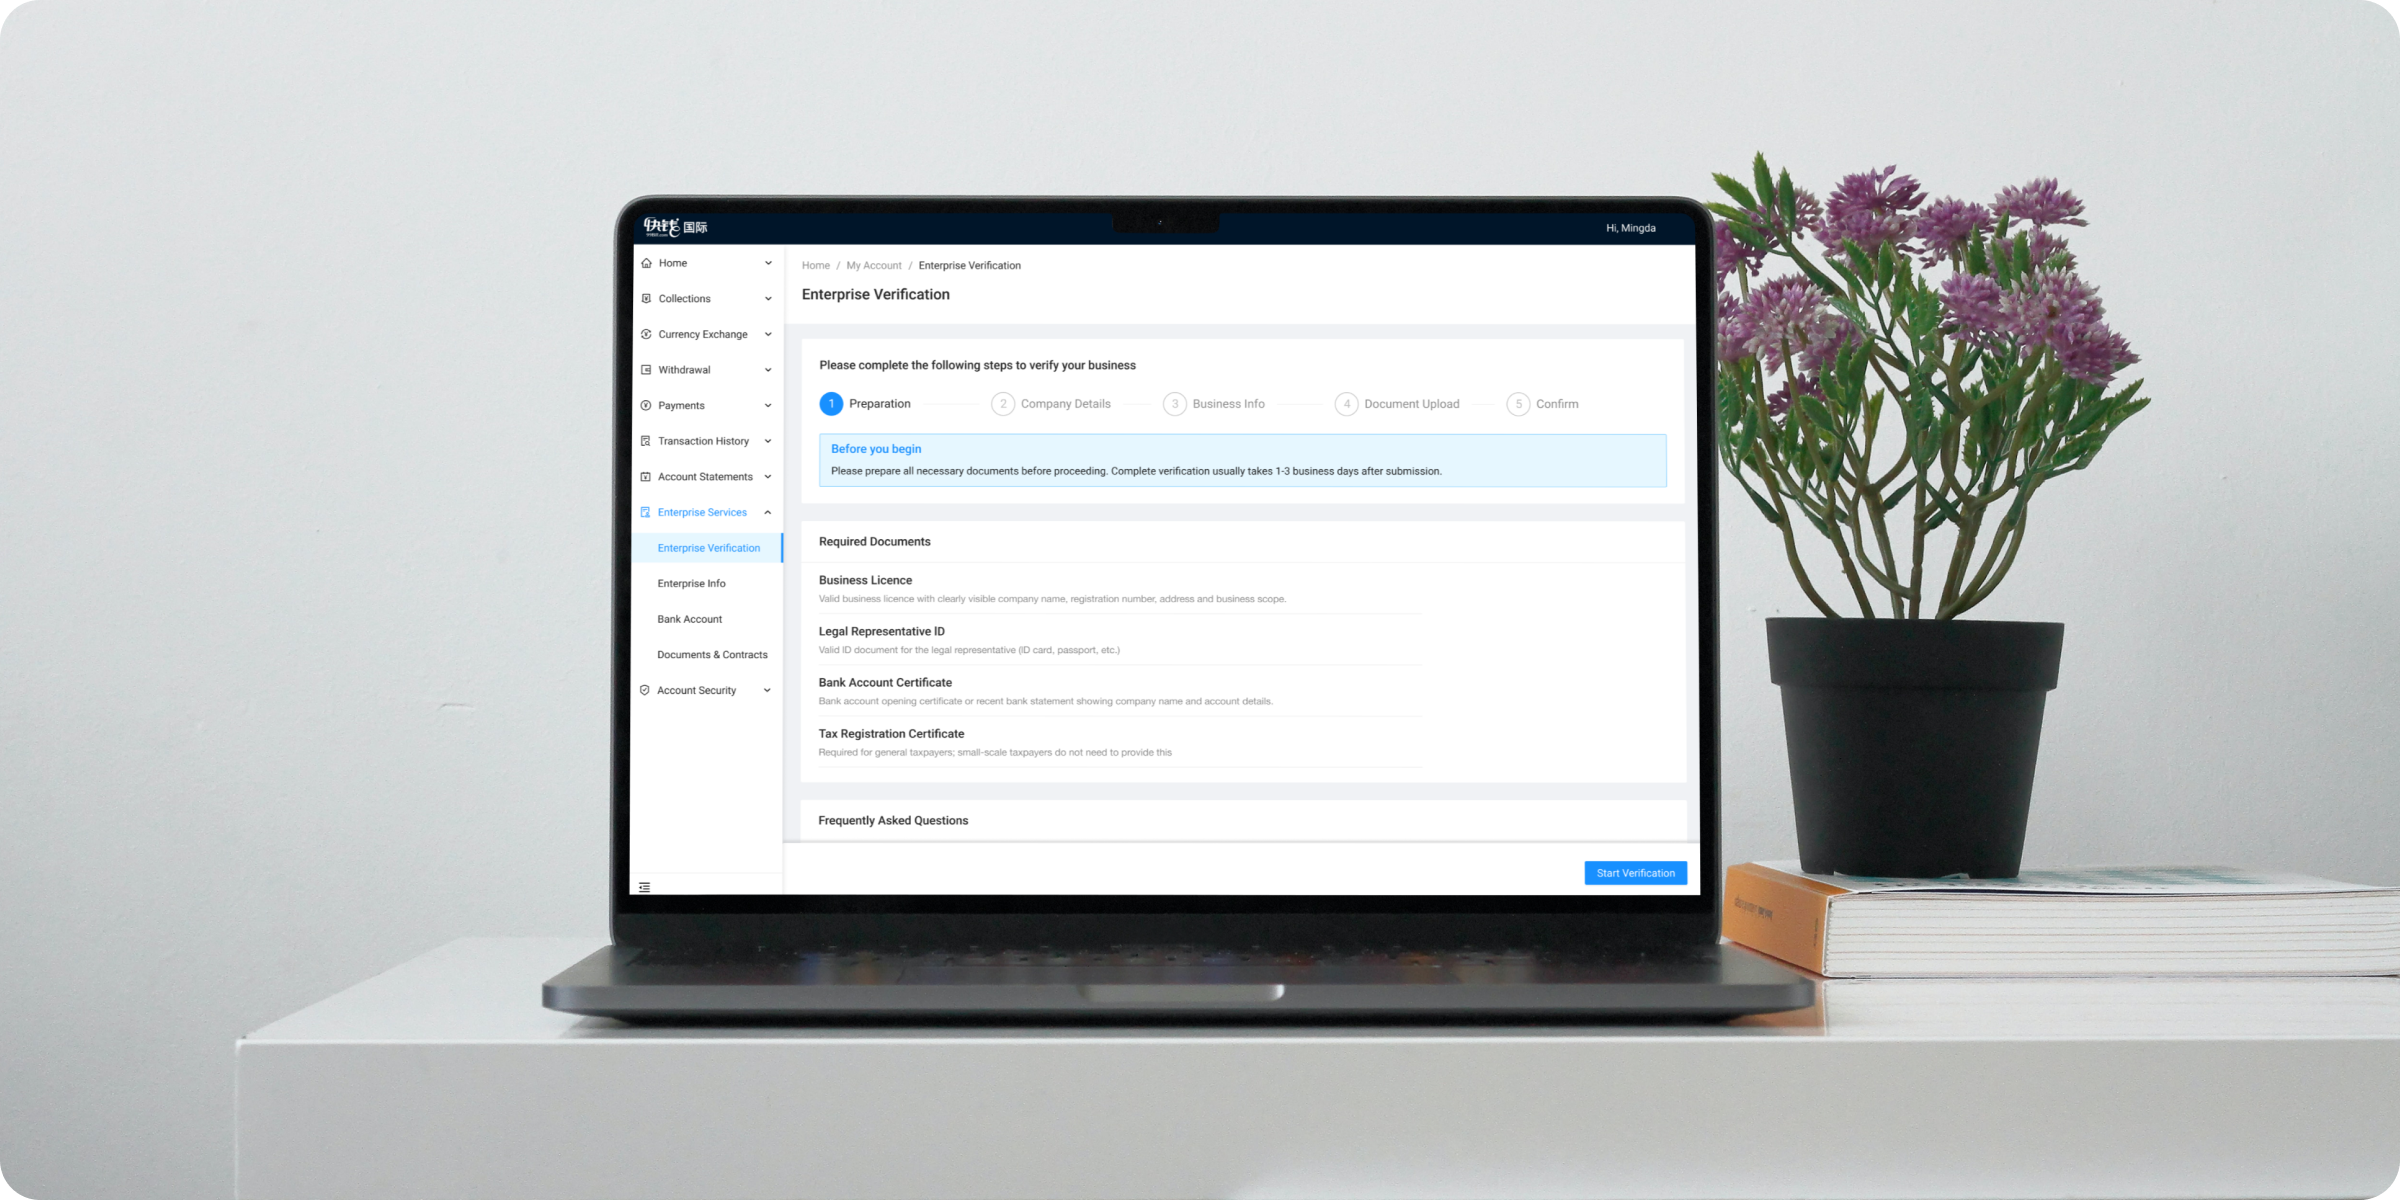 快钱 国际
Hi, Mingda
Home
Collections
Currency Exchange
Withdrawal
Payments
Transaction History
Account Statements
Enterprise Services
Enterprise Verification
Enterprise Info
Bank Account
Documents & Contracts
Account Security
Home / My Account / Enterprise Verification
Enterprise Verification
Please complete the following steps to verify your business
1 Preparation 2 Company Details 3 Business Info 4 Document Upload 5 Confirm
Before you begin
Please prepare all necessary documents before proceeding. Complete verification usually takes 1-3 business days after submission.
Required Documents
Business Licence
Valid business licence with clearly visible company name, registration number, address and business scope.
Legal Representative ID
Valid ID document for the legal representative (ID card, passport, etc.)
Bank Account Certificate
Bank account opening certificate or recent bank statement showing company name and account details.
Tax Registration Certificate
Required for general taxpayers; small-scale taxpayers do not need to provide this
Frequently Asked Questions
Start Verification